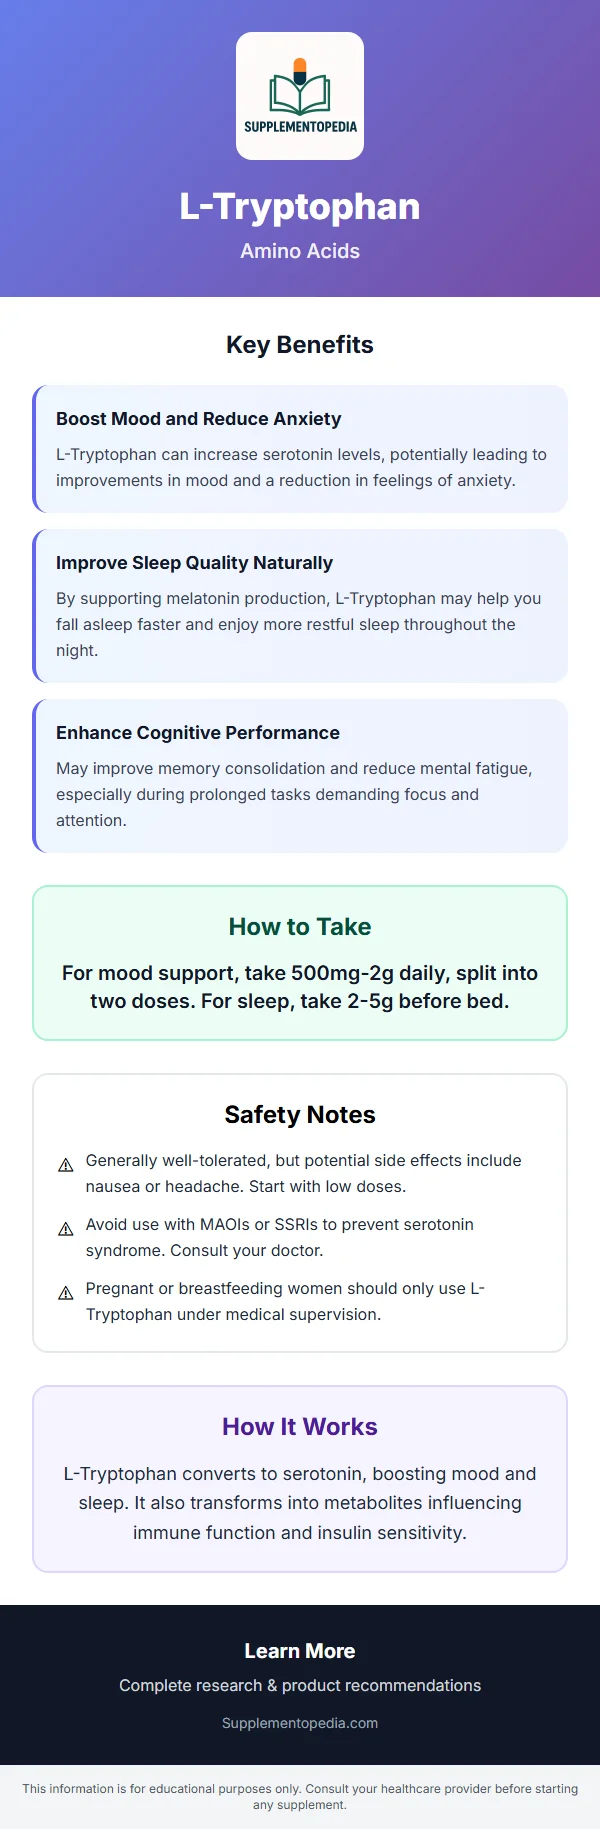 SUPPLEMENTOPEDIA
L-Tryptophan
Amino Acids
Key Benefits
Boost Mood and Reduce Anxiety
L-Tryptophan can increase serotonin levels, potentially leading to
improvements in mood and a reduction in feelings of anxiety.
Improve Sleep Quality Naturally
By supporting melatonin production, L-Tryptophan may help you
fall asleep faster and enjoy more restful sleep throughout the
night.
Enhance Cognitive Performance
May improve memory consolidation and reduce mental fatigue,
especially during prolonged tasks demanding focus and
attention.
How to Take
For mood support, take 500mg-2g daily, split into
two doses. For sleep, take 2-5g before bed.
Safety Notes
Generally well-tolerated, but potential side effects include
nausea or headache. Start with low doses.
Avoid use with MAOIs or SSRIs to prevent serotonin
syndrome. Consult your doctor.
Pregnant or breastfeeding women should only use L-
Tryptophan under medical supervision.
How It Works
L-Tryptophan converts to serotonin, boosting mood and
sleep. It also transforms into metabolites influencing
immune function and insulin sensitivity.
Learn More
Complete research & product recommendations
Supplementopedia.com
This information is for educational purposes only. Consult your healthcare provider before starting
any supplement.